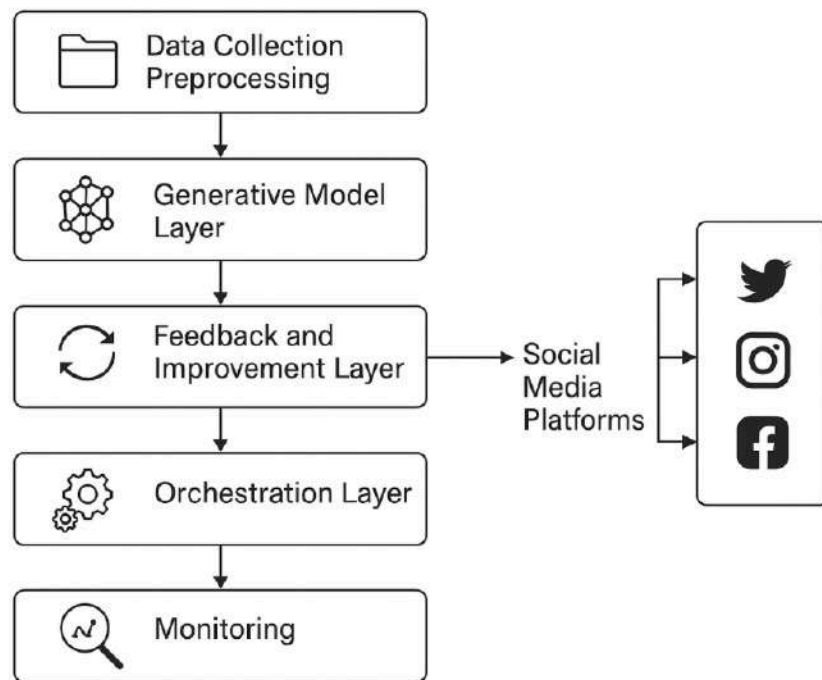 Data Collection
Preprocessing
Generative Model
Layer
Feedback and
Improvement Layer
Social
Media
Platforms
Orchestration Layer
Monitoring